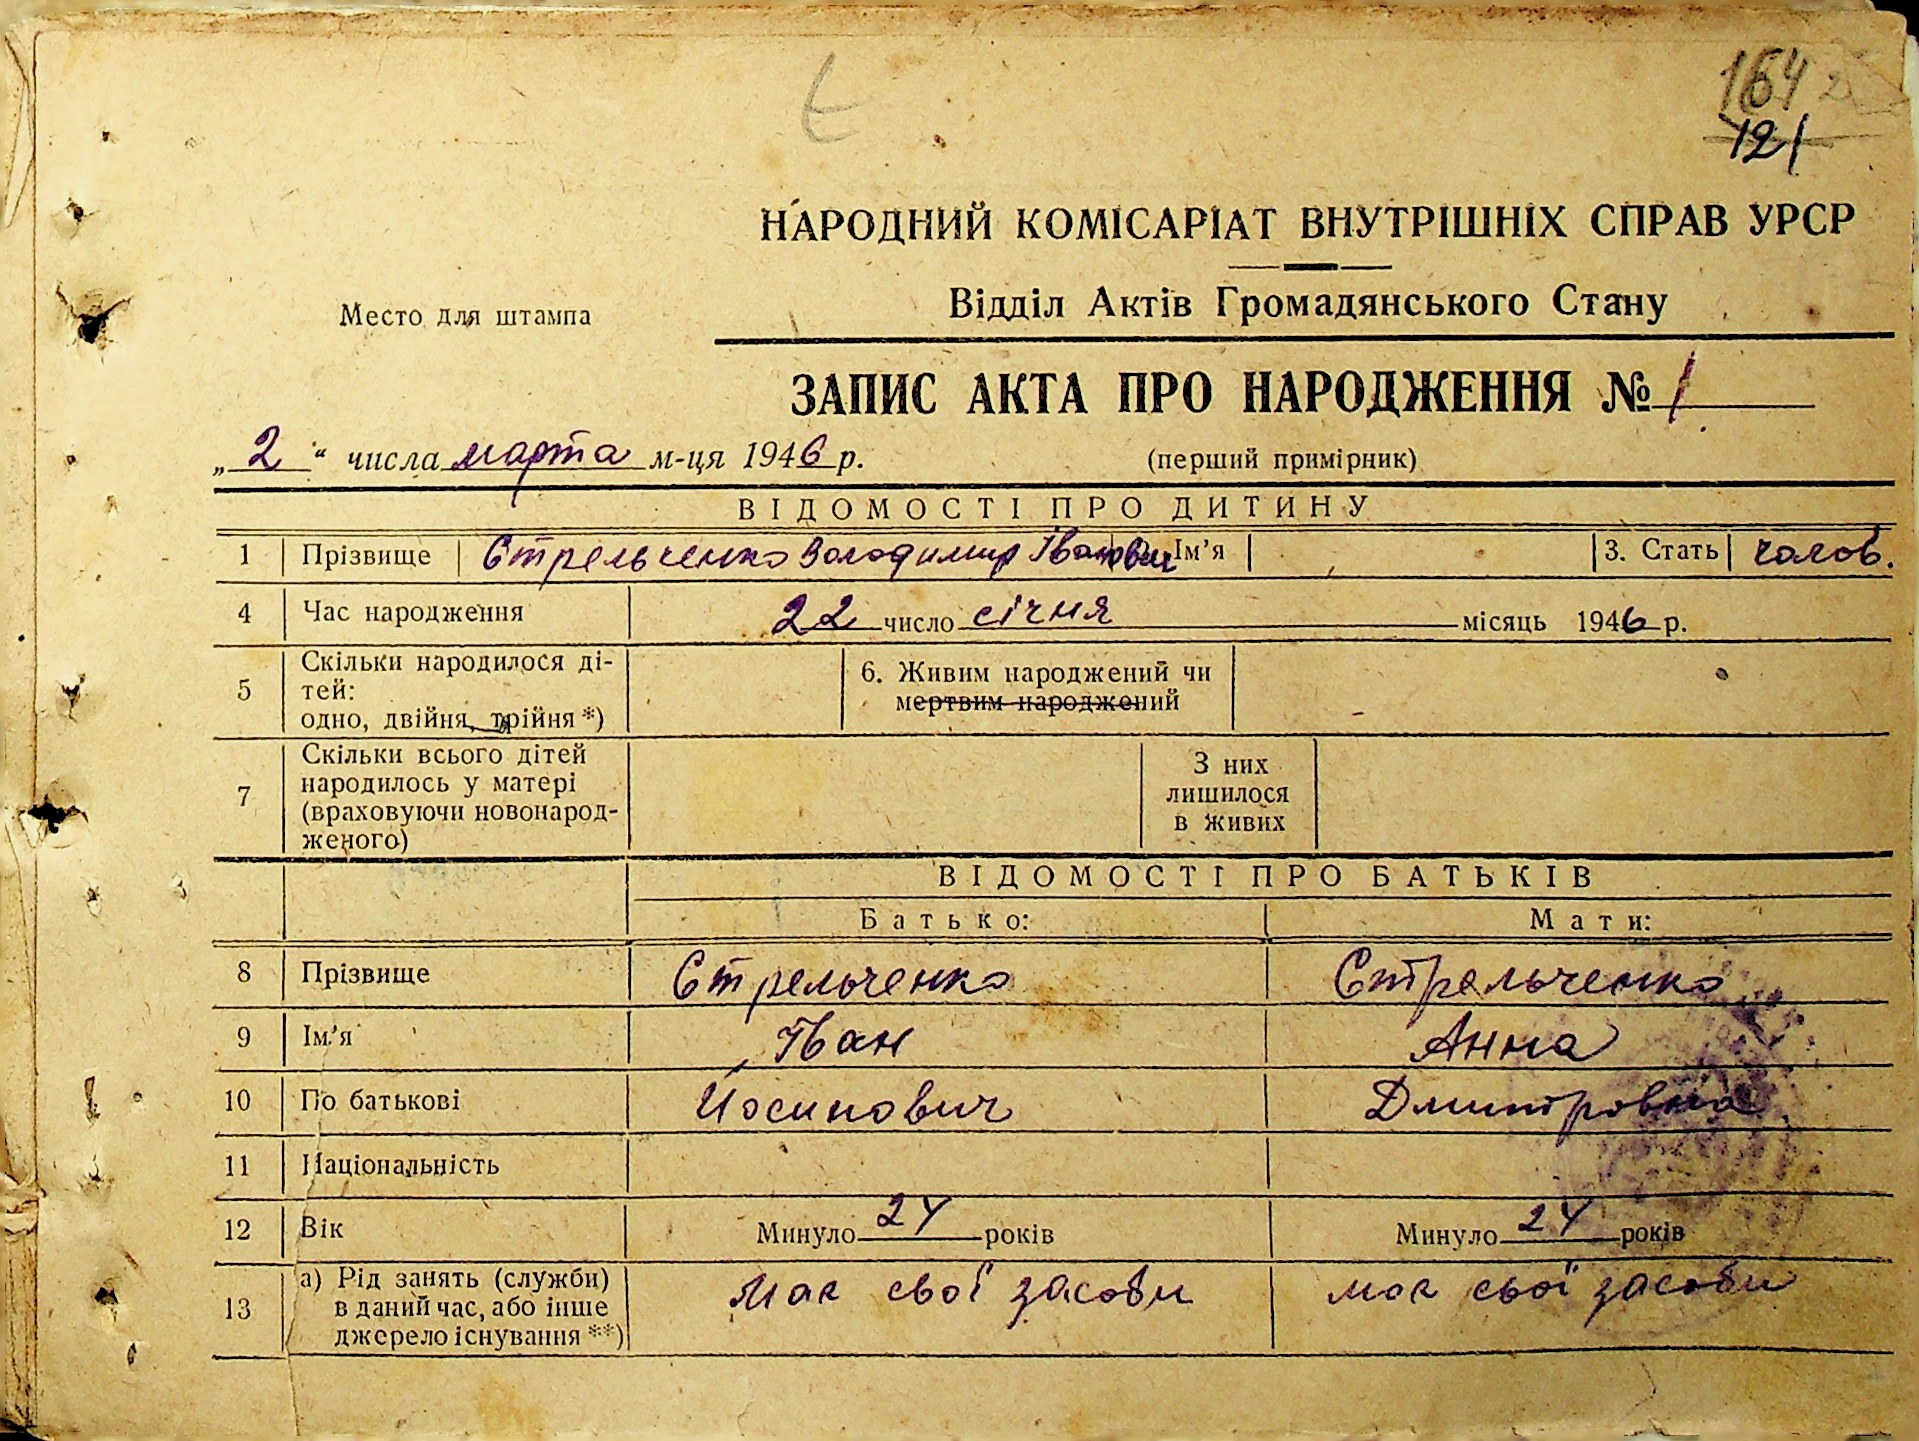 164
121
НАРОДНИЙ КОМІСАРІАТ ВНУТРІШНІХ СПРАВ УРСР
Место для штампа
Відділ Актів Громадянського Стану
ЗАПИС АКТА ПРО НАРОДЖЕННЯ № 1
„2“ числа марта м-ця 1946 р.
(перший примірник)
ВІДОМОСТІ ПРО ДИТИНУ
1 Прізвище Стрельченко Володимир Іванович Ім’я 3. Стать чолов.
4 Час народження 22 число січня місяць 1946 р.
5 Скільки народилося ді-
тей:
одно, двійня, трійня *)
6. Живим народжений чи
мертвим народжений
7 Скільки всього дітей
народилось у матері
(враховуючи новонарод-
женого)
З них
лишилося
в живих
ВІДОМОСТІ ПРО БАТЬКІВ
Батько: Мати:
8 Прізвище Стрельченко Стрельченко
9 Ім’я Іван Анна
10 По батькові Йосипович Дмитровна
11 Національність
12 Вік Минуло 24 років Минуло 24 років
13 а) Рід занять (служби)
в даний час, або інше
джерело існування **)
має свої засоби має свої засоби